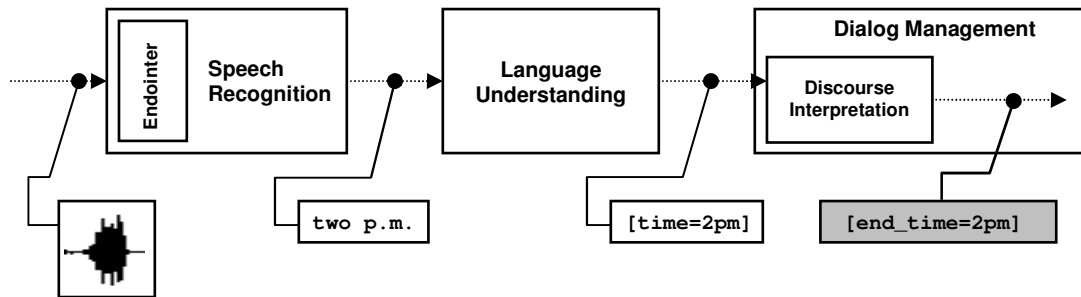 Endointer
Speech
Recognition
Language
Understanding
Dialog Management
Discourse
Interpretation
two p.m.
[time=2pm]
[end_time=2pm]